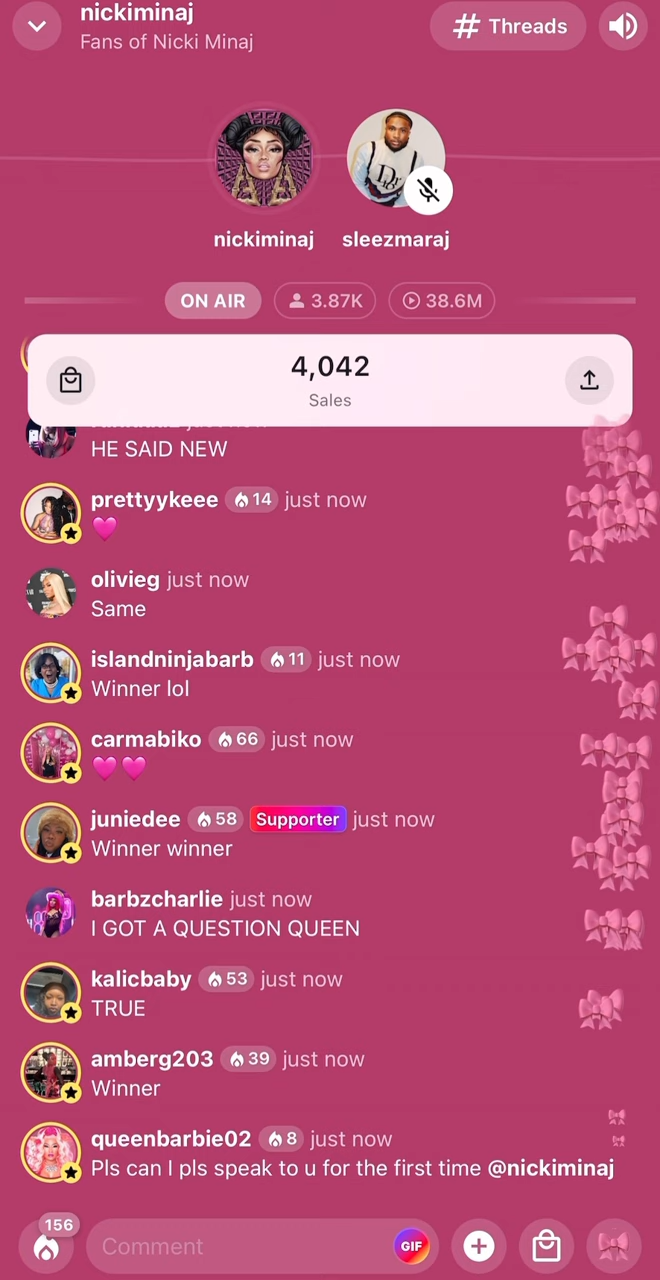 nickiminaj
Fans of Nicki Minaj
# Threads
nickiminaj
sleezmaraj
ON AIR
3.87K
38.6M
4,042
Sales
just now
HE SAID NEW
prettyykeee 14 just now
🩷
olivieg just now
Same
islandninjabarb 11 just now
Winner lol
carmabiko 66 just now
🩷🩷
juniedee 58 Supporter just now
Winner winner
barbzcharlie just now
I GOT A QUESTION QUEEN
kalicbaby 53 just now
TRUE
amberg203 39 just now
Winner
queenbarbie02 8 just now
Pls can I pls speak to u for the first time @nickiminaj
156
Comment
GIF